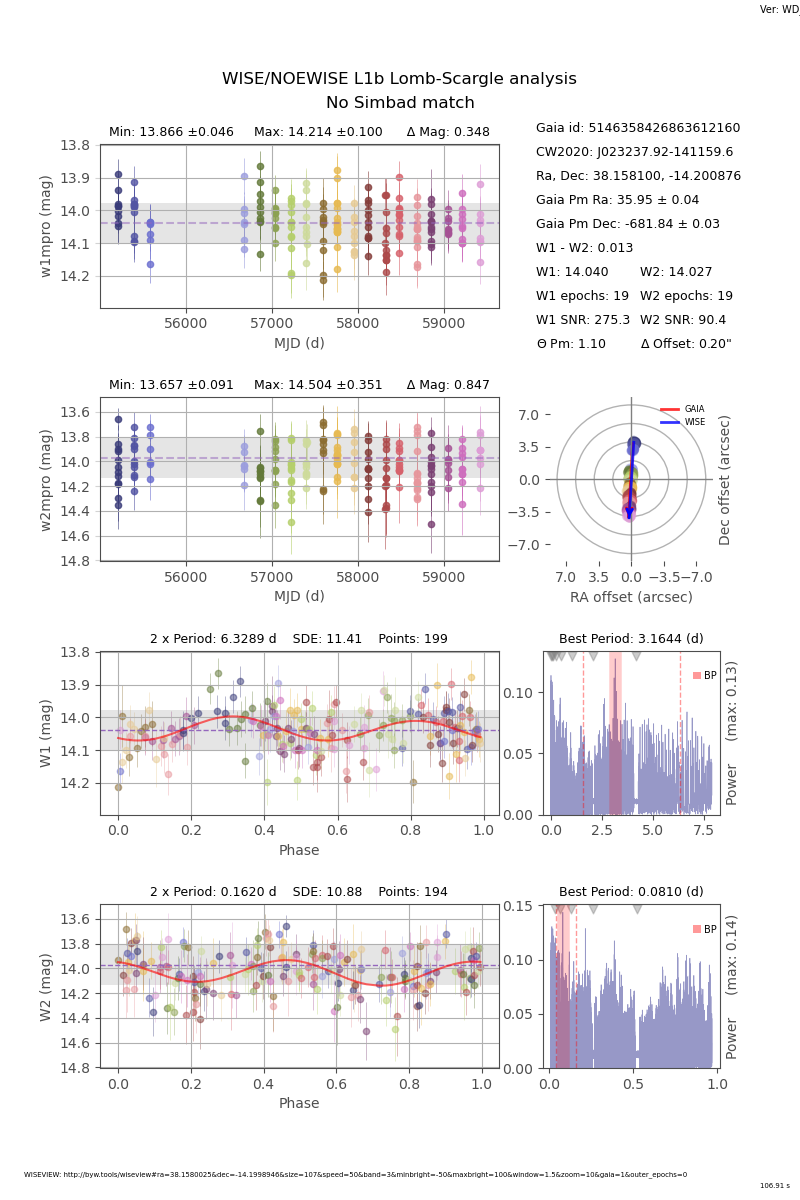 Ver: WD_
WISE/NOEWISE L1b Lomb-Scargle analysis
No Simbad match
Min: 13.866 ±0.046 Max: 14.214 ±0.100 Δ Mag: 0.348
13.8
13.9
14.0
14.1
14.2
w1mpro (mag)
56000 57000 58000 59000
MJD (d)
Gaia id: 5146358426863612160
CW2020: J023237.92-141159.6
Ra, Dec: 38.158100, -14.200876
Gaia Pm Ra: 35.95 ± 0.04
Gaia Pm Dec: -681.84 ± 0.03
W1 - W2: 0.013
W1: 14.040 W2: 14.027
W1 epochs: 19 W2 epochs: 19
W1 SNR: 275.3 W2 SNR: 90.4
Θ Pm: 1.10 Δ Offset: 0.20"
Min: 13.657 ±0.091 Max: 14.504 ±0.351 Δ Mag: 0.847
13.6
13.8
14.0
14.2
14.4
14.6
14.8
w2mpro (mag)
56000 57000 58000 59000
MJD (d)
GAIA
WISE
7.0
3.5
0.0
−3.5
−7.0
Dec offset (arcsec)
7.0 3.5 0.0 −3.5 −7.0
RA offset (arcsec)
2 x Period: 6.3289 d SDE: 11.41 Points: 199
13.8
13.9
14.0
14.1
14.2
W1 (mag)
0.0 0.2 0.4 0.6 0.8 1.0
Phase
Best Period: 3.1644 (d)
BP
0.10
0.05
0.00
Power (max: 0.13)
0.0 2.5 5.0 7.5
2 x Period: 0.1620 d SDE: 10.88 Points: 194
13.6
13.8
14.0
14.2
14.4
14.6
14.8
W2 (mag)
0.0 0.2 0.4 0.6 0.8 1.0
Phase
Best Period: 0.0810 (d)
BP
0.15
0.10
0.05
0.00
Power (max: 0.14)
0.0 0.5 1.0
WISEVIEW: http://byw.tools/wiseview#ra=38.1580025&dec=-14.1998946&size=107&speed=50&band=3&minbright=-50&maxbright=100&window=1.5&zoom=10&gaia=1&outer_epochs=0
106.91 s